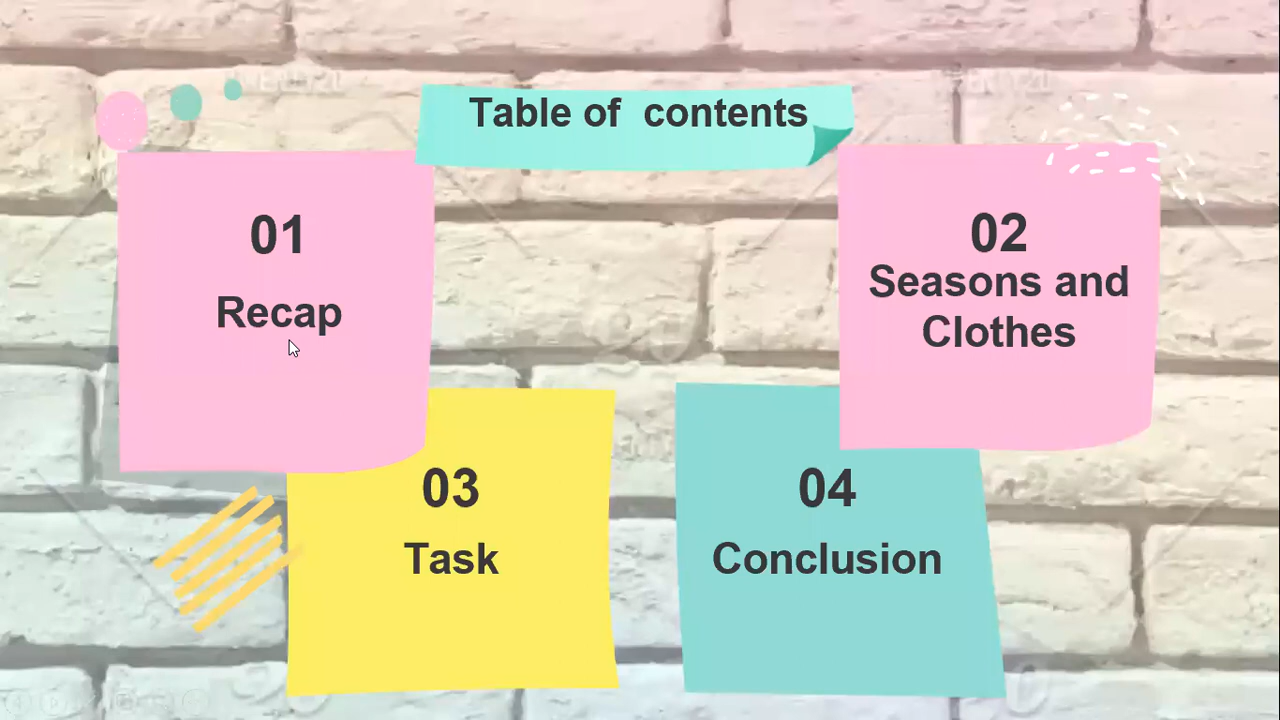 Table of contents
01
Recap
02
Seasons and
Clothes
03
Task
04
Conclusion